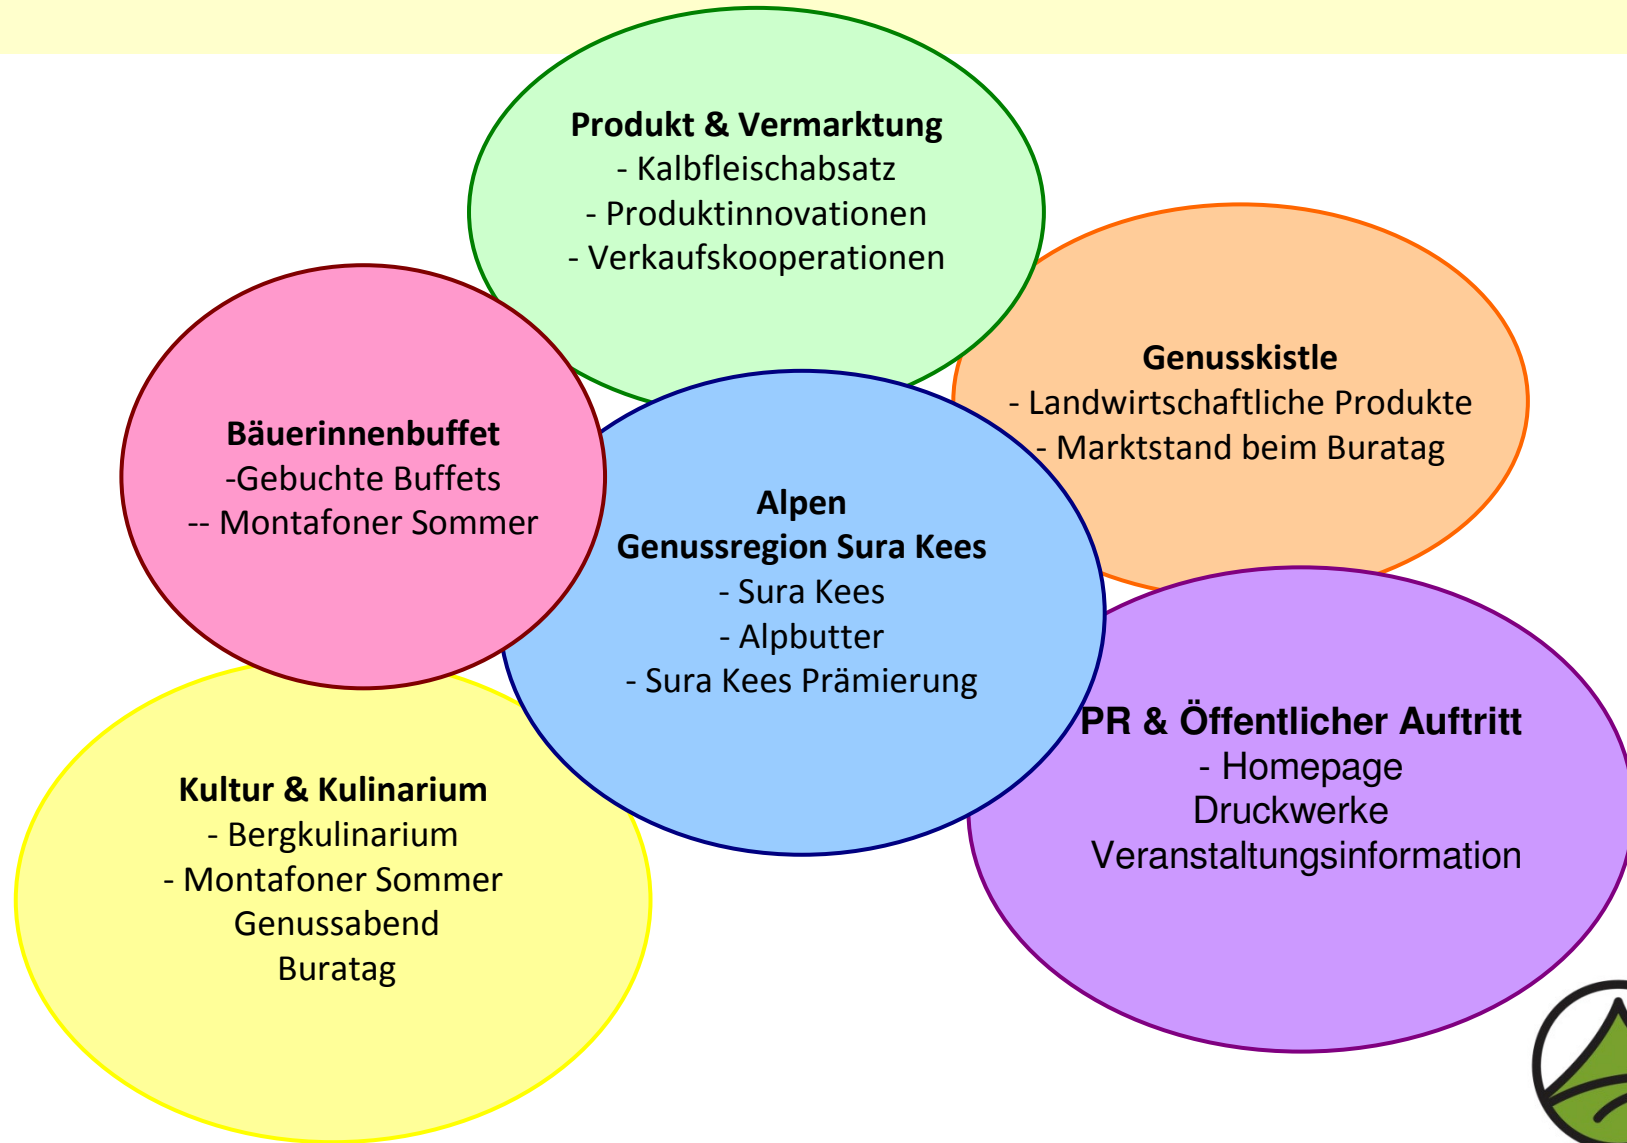 Produkt & Vermarktung
- Kalbfleischabsatz
- Produktinnovationen
- Verkaufskooperationen
Genusskistle
- Landwirtschaftliche Produkte
- Marktstand beim Buratag
Bäuerinnenbuffet
-Gebuchte Buffets
-- Montafoner Sommer
Alpen
Genussregion Sura Kees
- Sura Kees
- Alpbutter
- Sura Kees Prämierung
PR & Öffentlicher Auftritt
- Homepage
Druckwerke
Veranstaltungsinformation
Kultur & Kulinarium
- Bergkulinarium
- Montafoner Sommer
Genussabend
Buratag